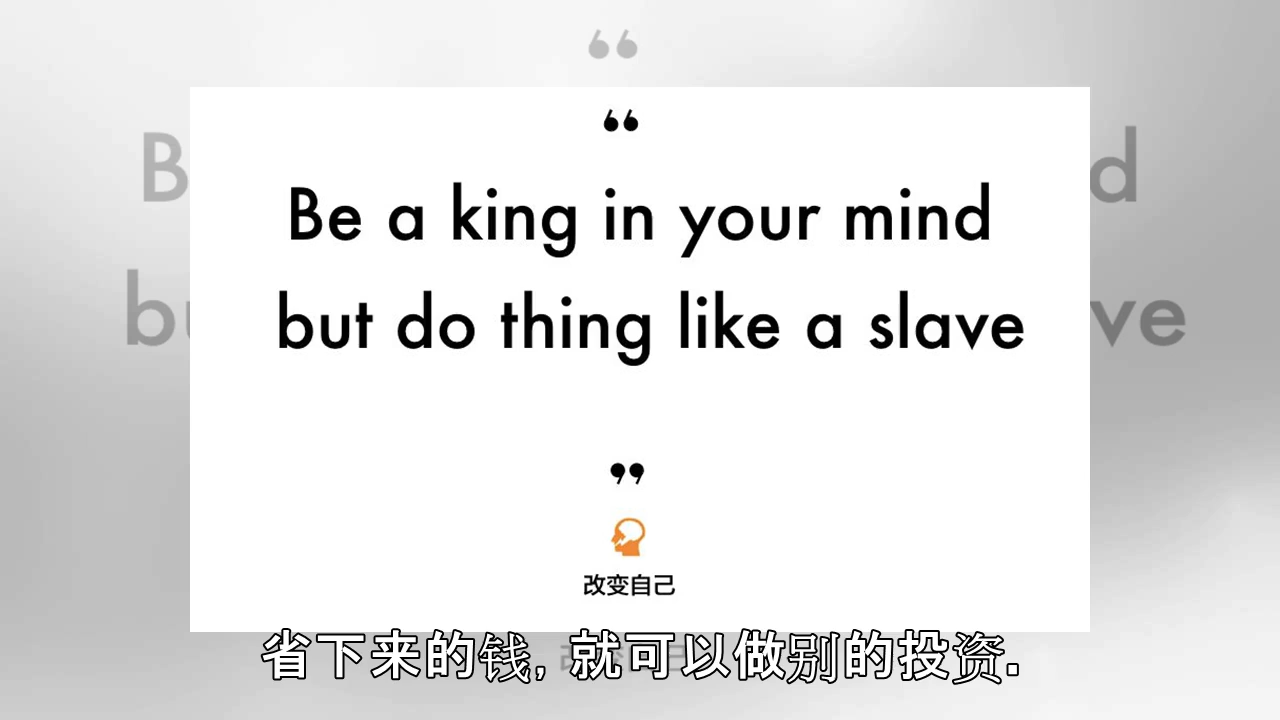 “
Be a king in your mind
but do thing like a slave
”
改变自己
省下来的钱, 就可以做别的投资.